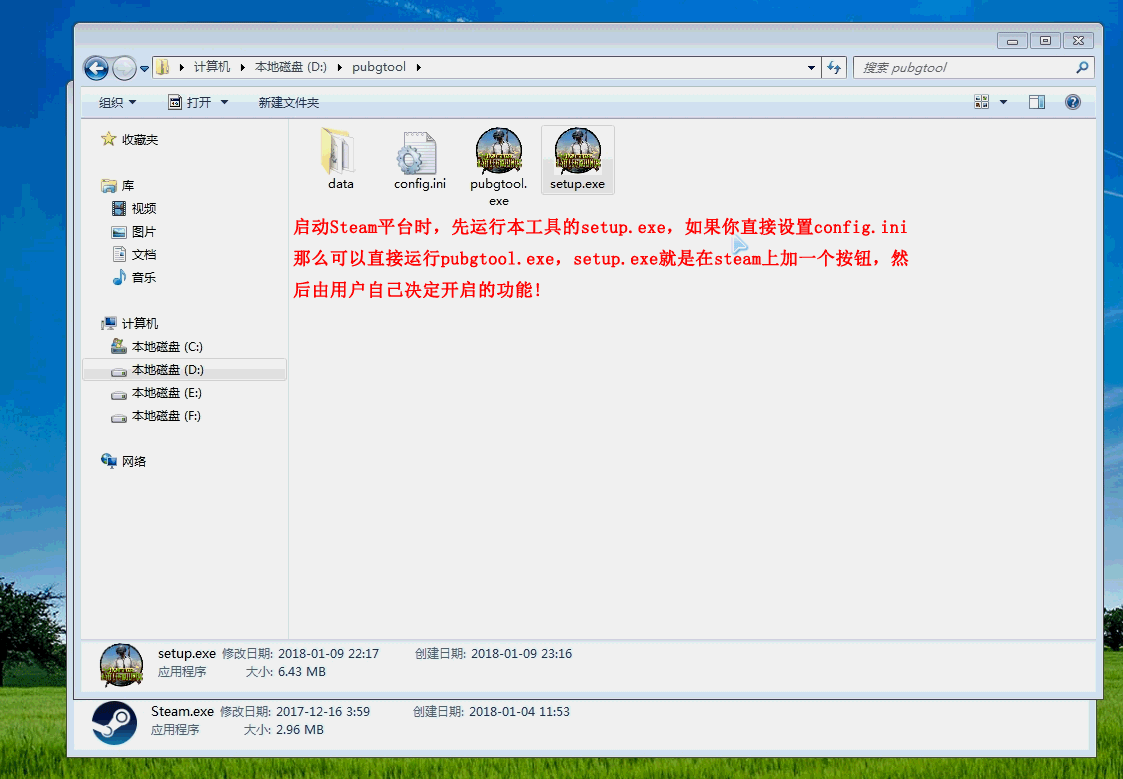 计算机 本地磁盘 (D:) pubgtool
搜索 pubgtool
组织 打开 新建文件夹
收藏夹
库
视频
图片
文档
音乐
计算机
本地磁盘 (C:)
本地磁盘 (D:)
本地磁盘 (E:)
本地磁盘 (F:)
网络
data
config.ini
pubgtool.
exe
setup.exe
启动Steam平台时，先运行本工具的setup.exe，如果你直接设置config.ini
那么可以直接运行pubgtool.exe，setup.exe就是在steam上加一个按钮，然
后由用户自己决定开启的功能！
setup.exe 修改日期: 2018-01-09 22:17 创建日期: 2018-01-09 23:16
应用程序 大小: 6.43 MB
Steam.exe 修改日期: 2017-12-16 3:59 创建日期: 2018-01-04 11:53
应用程序 大小: 2.96 MB